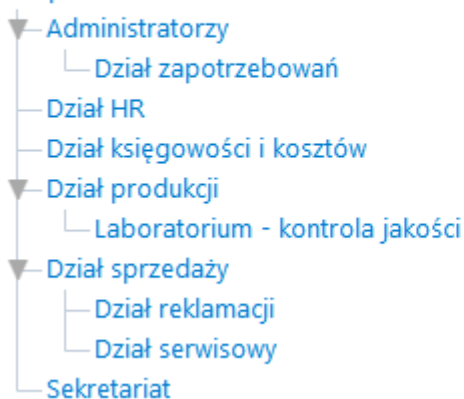 Administratorzy
Dział zapotrzebowań
Dział HR
Dział księgowości i kosztów
Dział produkcji
Laboratorium - kontrola jakości
Dział sprzedaży
Dział reklamacji
Dział serwisowy
Sekretariat